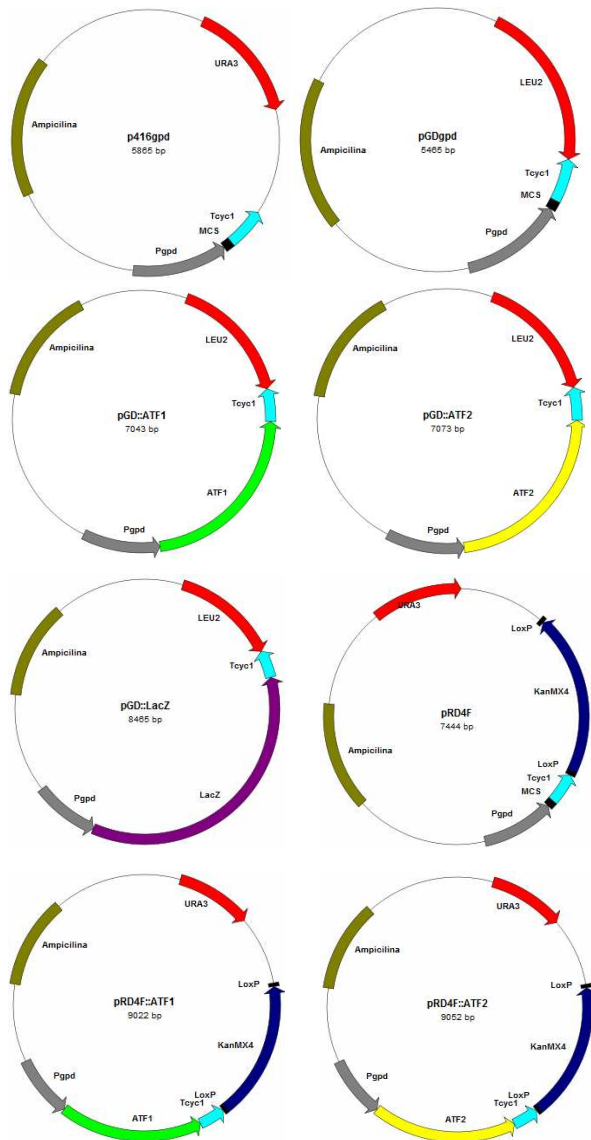 URA3
Ampicilina
p416gpd
5865 bp
Tcyc1
MCS
Pgpd
LEU2
Ampicilina
pGDgpd
5465 bp
Tcyc1
MCS
Pgpd
Ampicilina
LEU2
Tcyc1
pGD::ATF1
7043 bp
ATF1
Pgpd
Ampicilina
LEU2
Tcyc1
pGD::ATF2
7073 bp
ATF2
Pgpd
LEU2
Ampicilina
Tcyc1
pGD::LacZ
8465 bp
LacZ
Pgpd
URA3
LoxP
KanMX4
pRD4F
7444 bp
Ampicilina
LoxP
Tcyc1
MCS
Pgpd
URA3
Ampicilina
LoxP
pRD4F::ATF1
9022 bp
KanMX4
Pgpd
LoxP
Tcyc1
ATF1
URA3
Ampicilina
LoxP
pRD4F::ATF2
9052 bp
KanMX4
Pgpd
LoxP
Tcyc1
ATF2